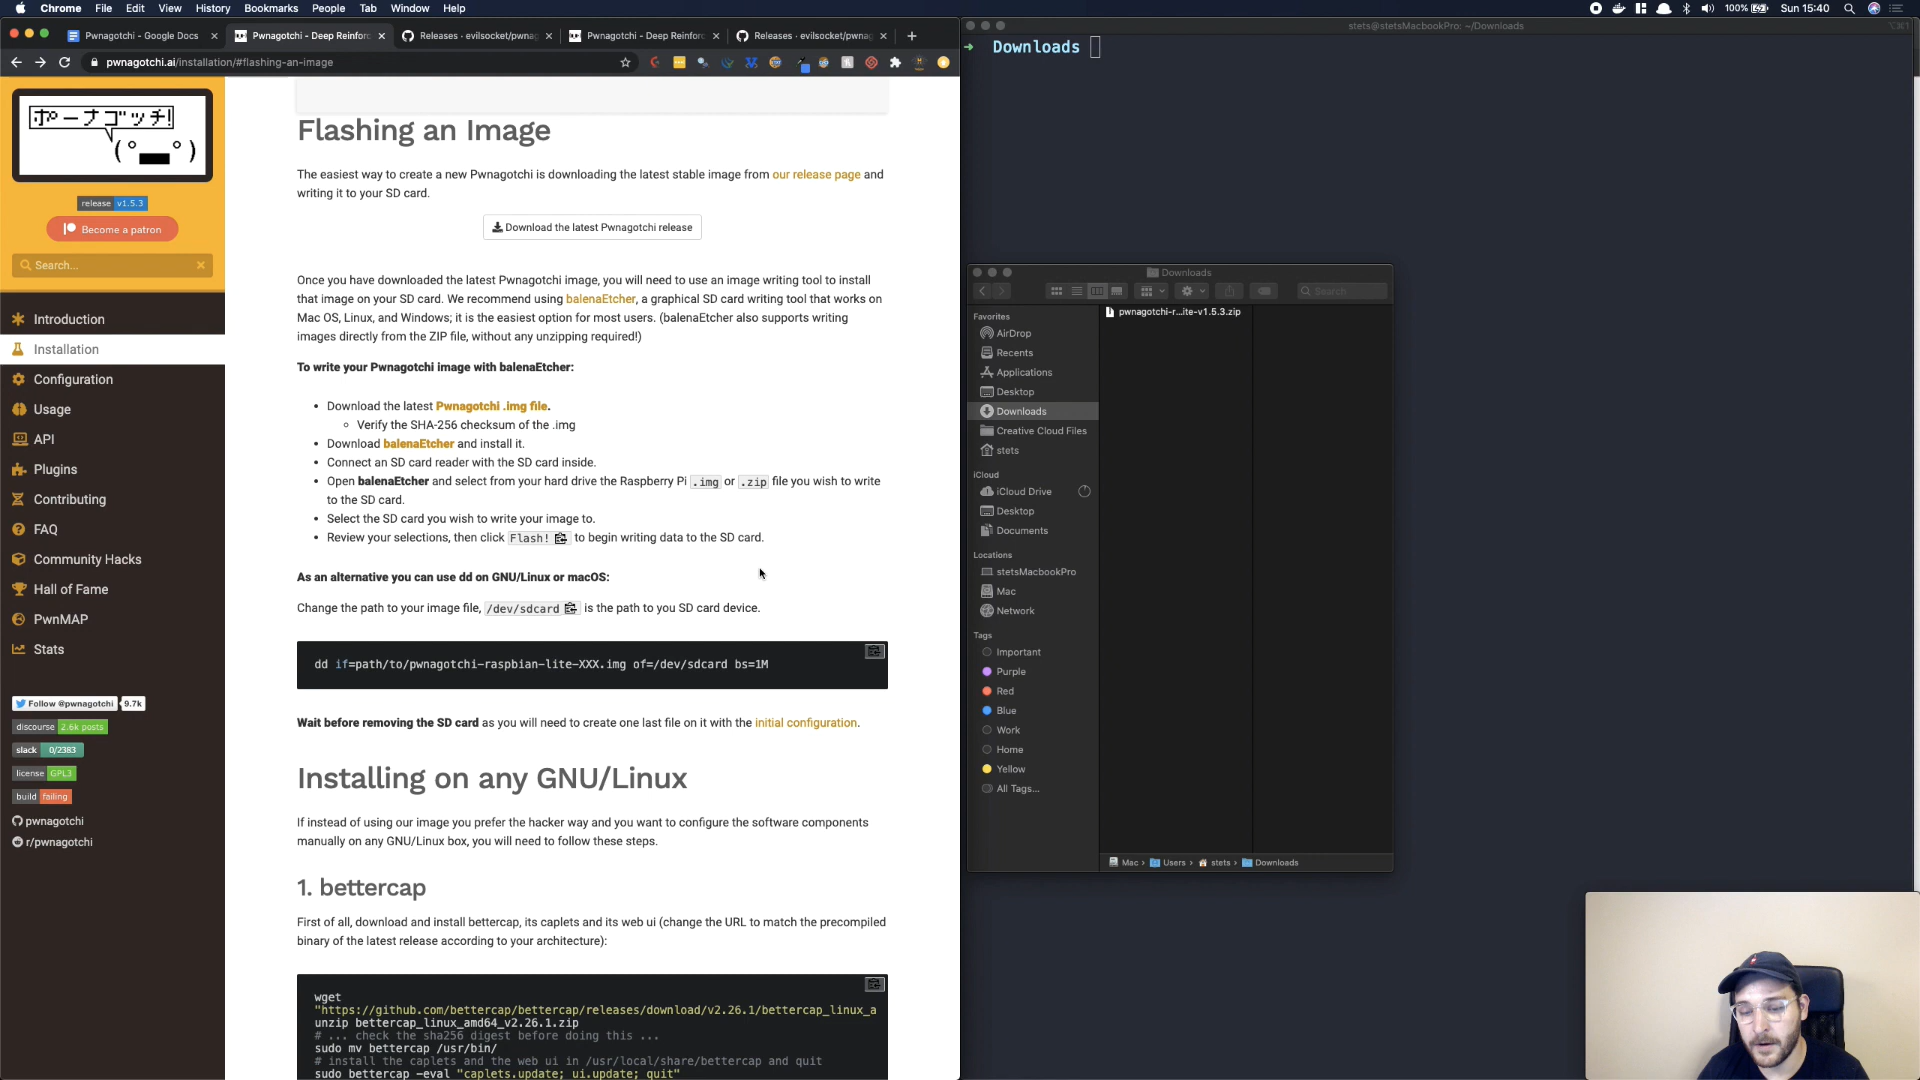 Chrome File Edit View History Bookmarks People Tab Window Help
100% Sun 15:40
Pwnagotchi - Google Docs
Pwnagotchi - Deep Reinforc
Releases · evilsocket/pwnag
Pwnagotchi - Deep Reinforc
Releases · evilsocket/pwnag
pwnagotchi.ai/installation/#flashing-an-image
ポーナゴッチ!
release v1.5.3
Become a patron
Search...
Introduction
Installation
Configuration
Usage
API
Plugins
Contributing
FAQ
Community Hacks
Hall of Fame
PwnMAP
Stats
Follow @pwnagotchi 9.7k
discourse 2.6k posts
slack 0/2383
license GPL3
build failing
pwnagotchi
r/pwnagotchi
Flashing an Image
The easiest way to create a new Pwnagotchi is downloading the latest stable image from our release page and
writing it to your SD card.
Download the latest Pwnagotchi release
Once you have downloaded the latest Pwnagotchi image, you will need to use an image writing tool to install
that image on your SD card. We recommend using balenaEtcher, a graphical SD card writing tool that works on
Mac OS, Linux, and Windows; it is the easiest option for most users. (balenaEtcher also supports writing
images directly from the ZIP file, without any unzipping required!)
To write your Pwnagotchi image with balenaEtcher:
• Download the latest Pwnagotchi .img file.
Verify the SHA-256 checksum of the .img
• Download balenaEtcher and install it.
• Connect an SD card reader with the SD card inside.
• Open balenaEtcher and select from your hard drive the Raspberry Pi .img or .zip file you wish to write
to the SD card.
• Select the SD card you wish to write your image to.
• Review your selections, then click Flash! to begin writing data to the SD card.
As an alternative you can use dd on GNU/Linux or macOS:
Change the path to your image file, /dev/sdcard is the path to you SD card device.
dd if=path/to/pwnagotchi-raspbian-lite-XXX.img of=/dev/sdcard bs=1M
Wait before removing the SD card as you will need to create one last file on it with the initial configuration.
Installing on any GNU/Linux
If instead of using our image you prefer the hacker way and you want to configure the software components
manually on any GNU/Linux box, you will need to follow these steps.
1. bettercap
First of all, download and install bettercap, its caplets and its web ui (change the URL to match the precompiled
binary of the latest release according to your architecture):
wget
"https://github.com/bettercap/bettercap/releases/download/v2.26.1/bettercap_linux_a
unzip bettercap_linux_amd64_v2.26.1.zip
# ... check the sha256 digest before doing this ...
sudo mv bettercap /usr/bin/
# install the caplets and the web ui in /usr/local/share/bettercap and quit
sudo bettercap -eval "caplets.update; ui.update; quit"
stets@stetsMacbookPro: ~/Downloads
Downloads
Downloads
Search
Favorites
AirDrop
Recents
Applications
Desktop
Downloads
Creative Cloud Files
stets
iCloud
iCloud Drive
Desktop
Documents
Locations
stetsMacbookPro
Mac
Network
Tags
Important
Purple
Red
Blue
Work
Home
Yellow
All Tags...
pwnagotchi-r...ite-v1.5.3.zip
Mac › Users › stets › Downloads